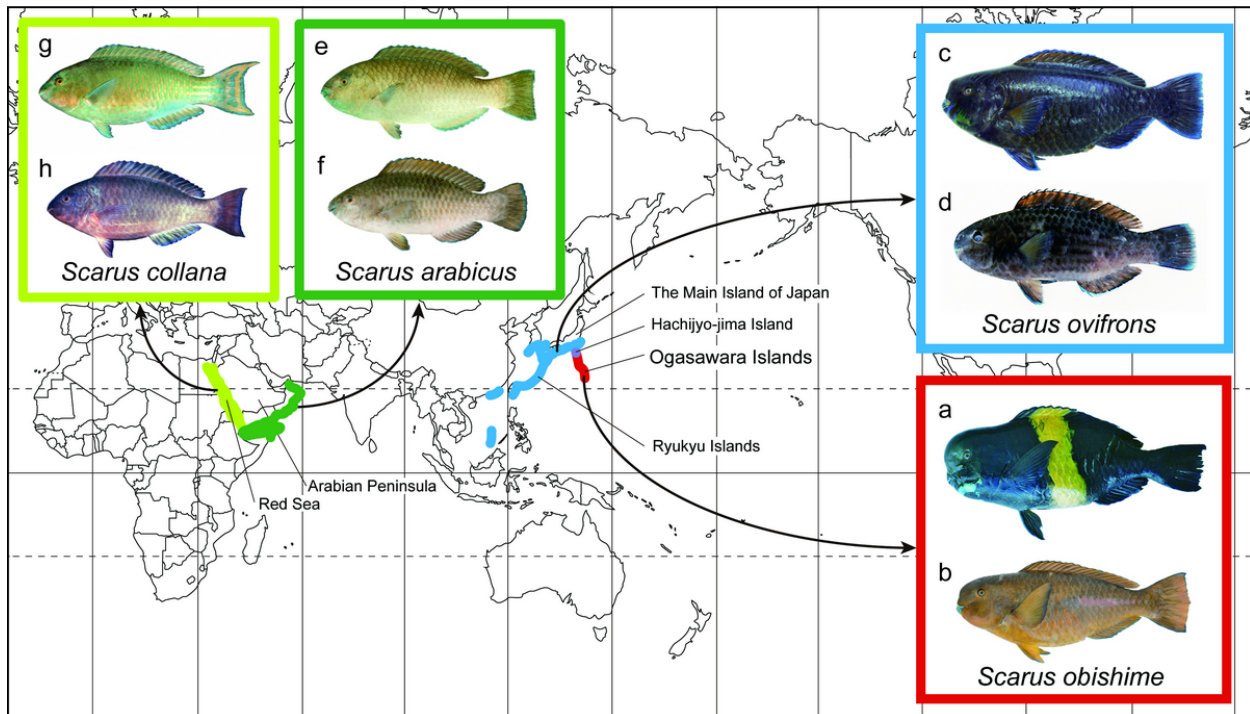 g
h
Scarus collana
e
f
Scarus arabicus
c
d
Scarus ovifrons
The Main Island of Japan
Hachijyo-jima Island
Ogasawara Islands
Ryukyu Islands
Arabian Peninsula
Red Sea
a
b
Scarus obishime